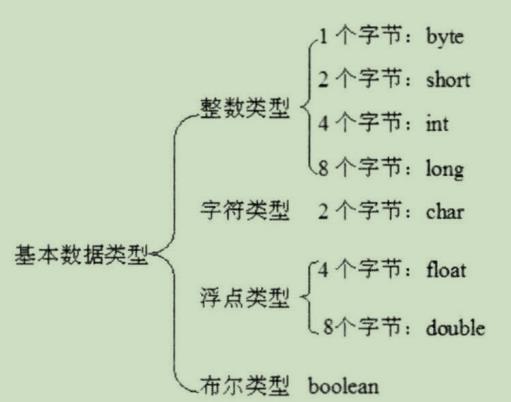 1 个字节：byte
2 个字节：short
整数类型
4 个字节：int
8 个字节：long
字符类型 2 个字节：char
基本数据类型
4 个字节：float
浮点类型
8个字节：double
布尔类型 boolean